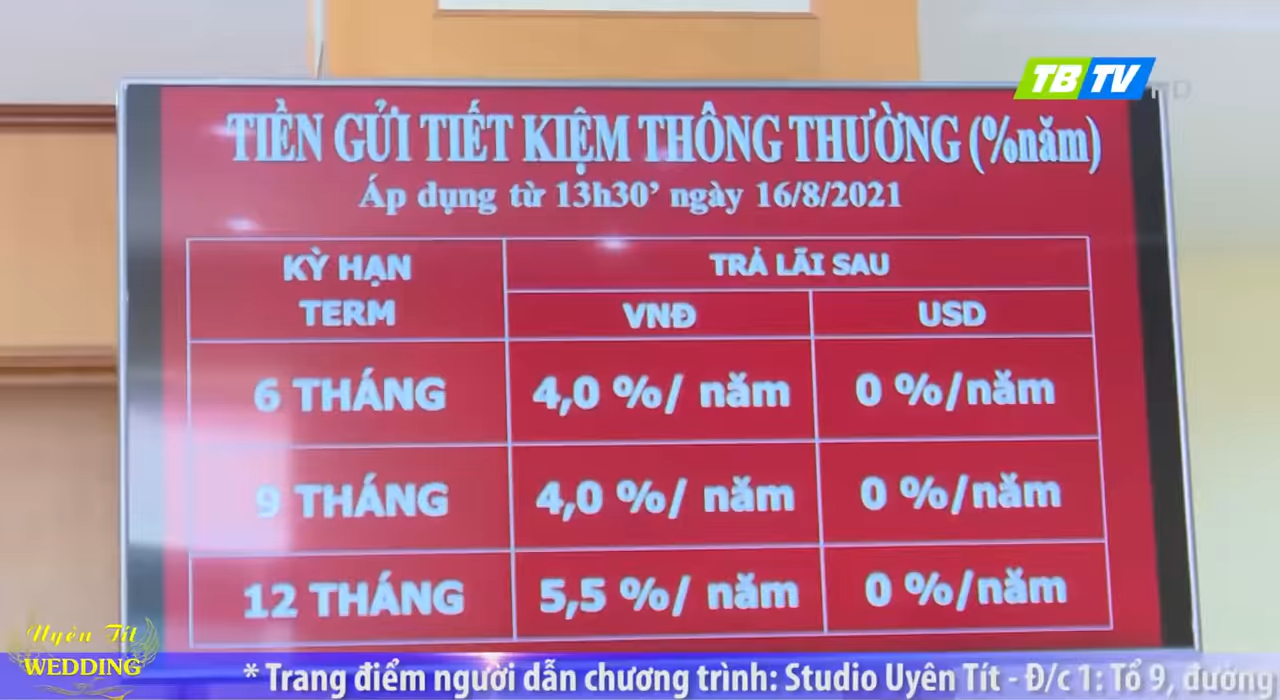 TBTV HD
TIỀN GỬI TIẾT KIỆM THÔNG THƯỜNG (%năm)
Áp dụng từ 13h30’ ngày 16/8/2021
KỲ HẠN
TERM
TRẢ LÃI SAU
VNĐ
USD
6 THÁNG
4,0 %/ năm
0 %/năm
9 THÁNG
4,0 %/ năm
0 %/năm
12 THÁNG
5,5 %/ năm
0 %/năm
Uyên Tít
WEDDING
* Trang điểm người dẫn chương trình: Studio Uyên Tít - Đ/c 1: Tổ 9, đường